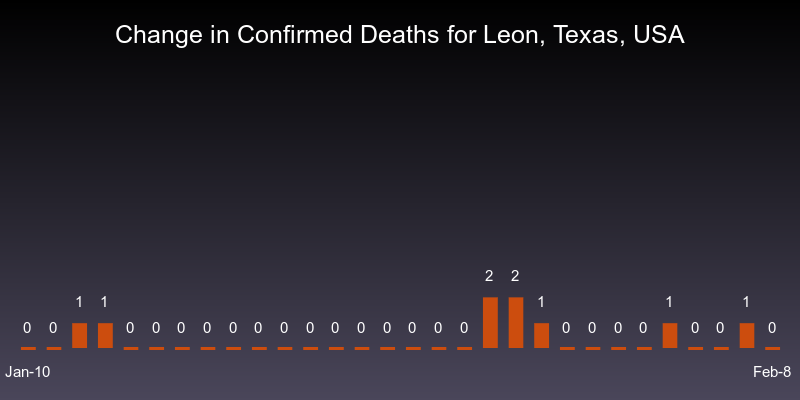 Change in Confirmed Deaths for Leon, Texas, USA
2 2
1 1 1 1 1
0 0 0 0 0 0 0 0 0 0 0 0 0 0 0 0 0 0 0 0 0 0 0
Jan-10 Feb-8